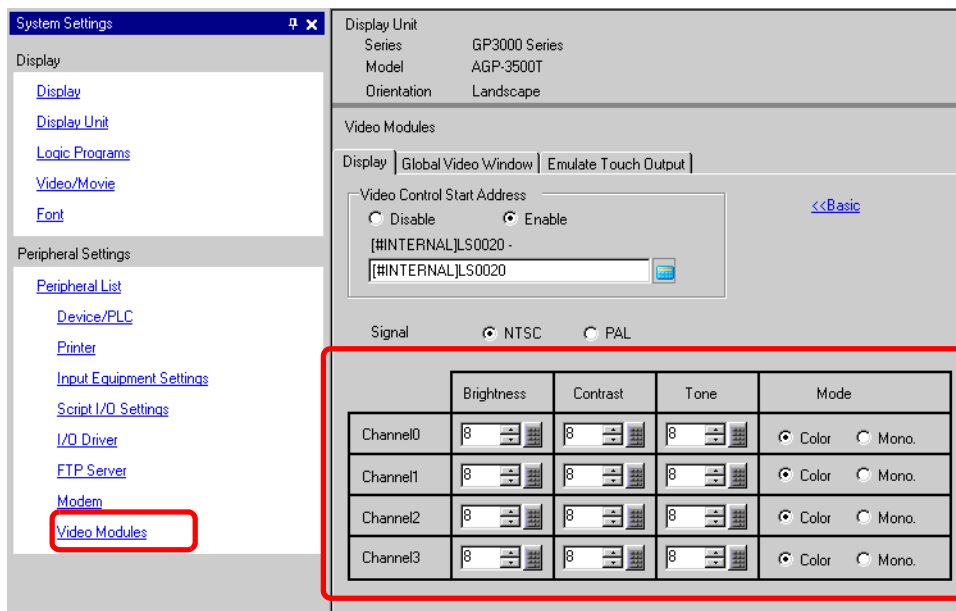 System Settings
Display
Display
Display Unit
Logic Programs
Video/Movie
Font
Peripheral Settings
Peripheral List
Device/PLC
Printer
Input Equipment Settings
Script I/O Settings
I/O Driver
FTP Server
Modem
Video Modules
Display Unit
Series GP3000 Series
Model AGP-3500T
Orientation Landscape
Video Modules
Display Global Video Window Emulate Touch Output
Video Control Start Address
Disable Enable
<<Basic
[#INTERNAL]LS0020 -
[#INTERNAL]LS0020
Signal NTSC PAL
Brightness Contrast Tone Mode
Channel0 8 8 8 Color Mono.
Channel1 8 8 8 Color Mono.
Channel2 8 8 8 Color Mono.
Channel3 8 8 8 Color Mono.